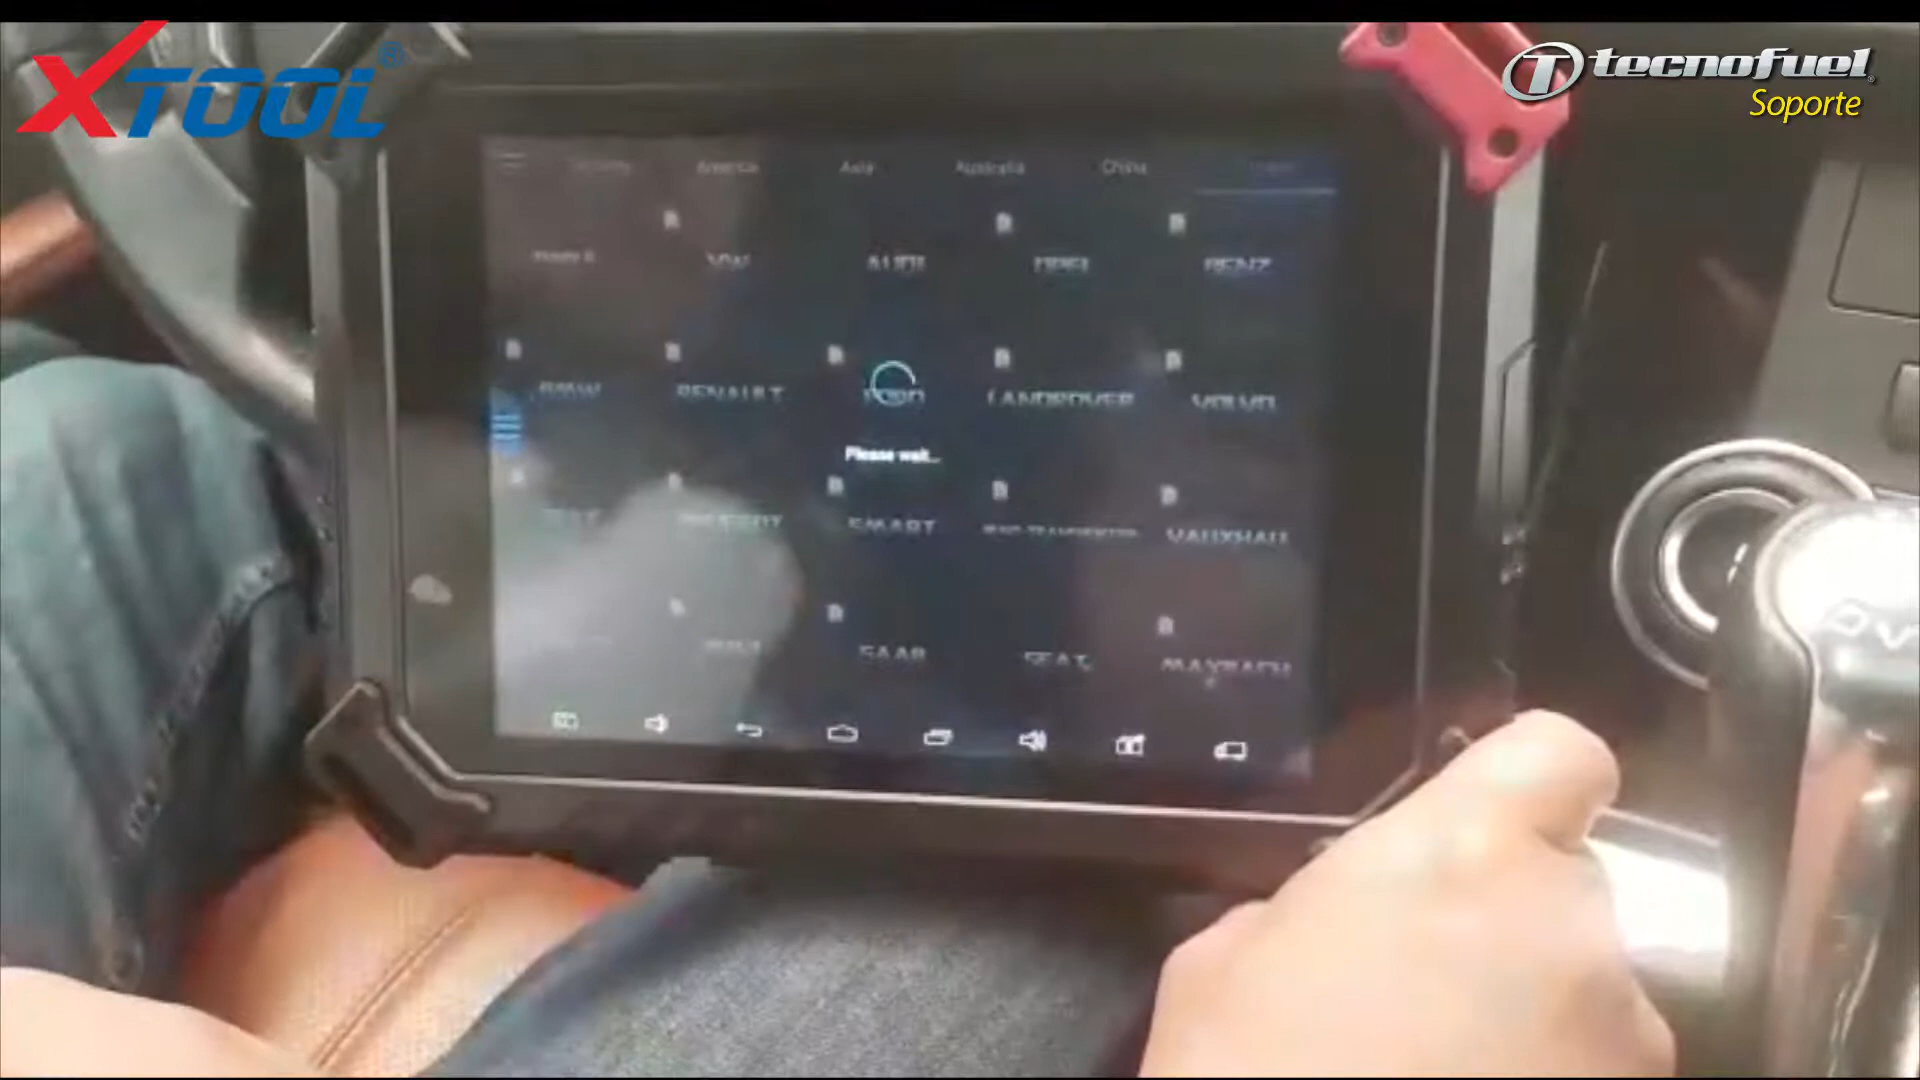 XTOOL®
tecnofuel
Soporte
America Asia Australia China
VW AUDI OPEL BENZ
BMW RENAULT FORD LANDROVER VOLVO
Please wait...
SMART VAUXHALL
SAAB SEAT MAYBACH